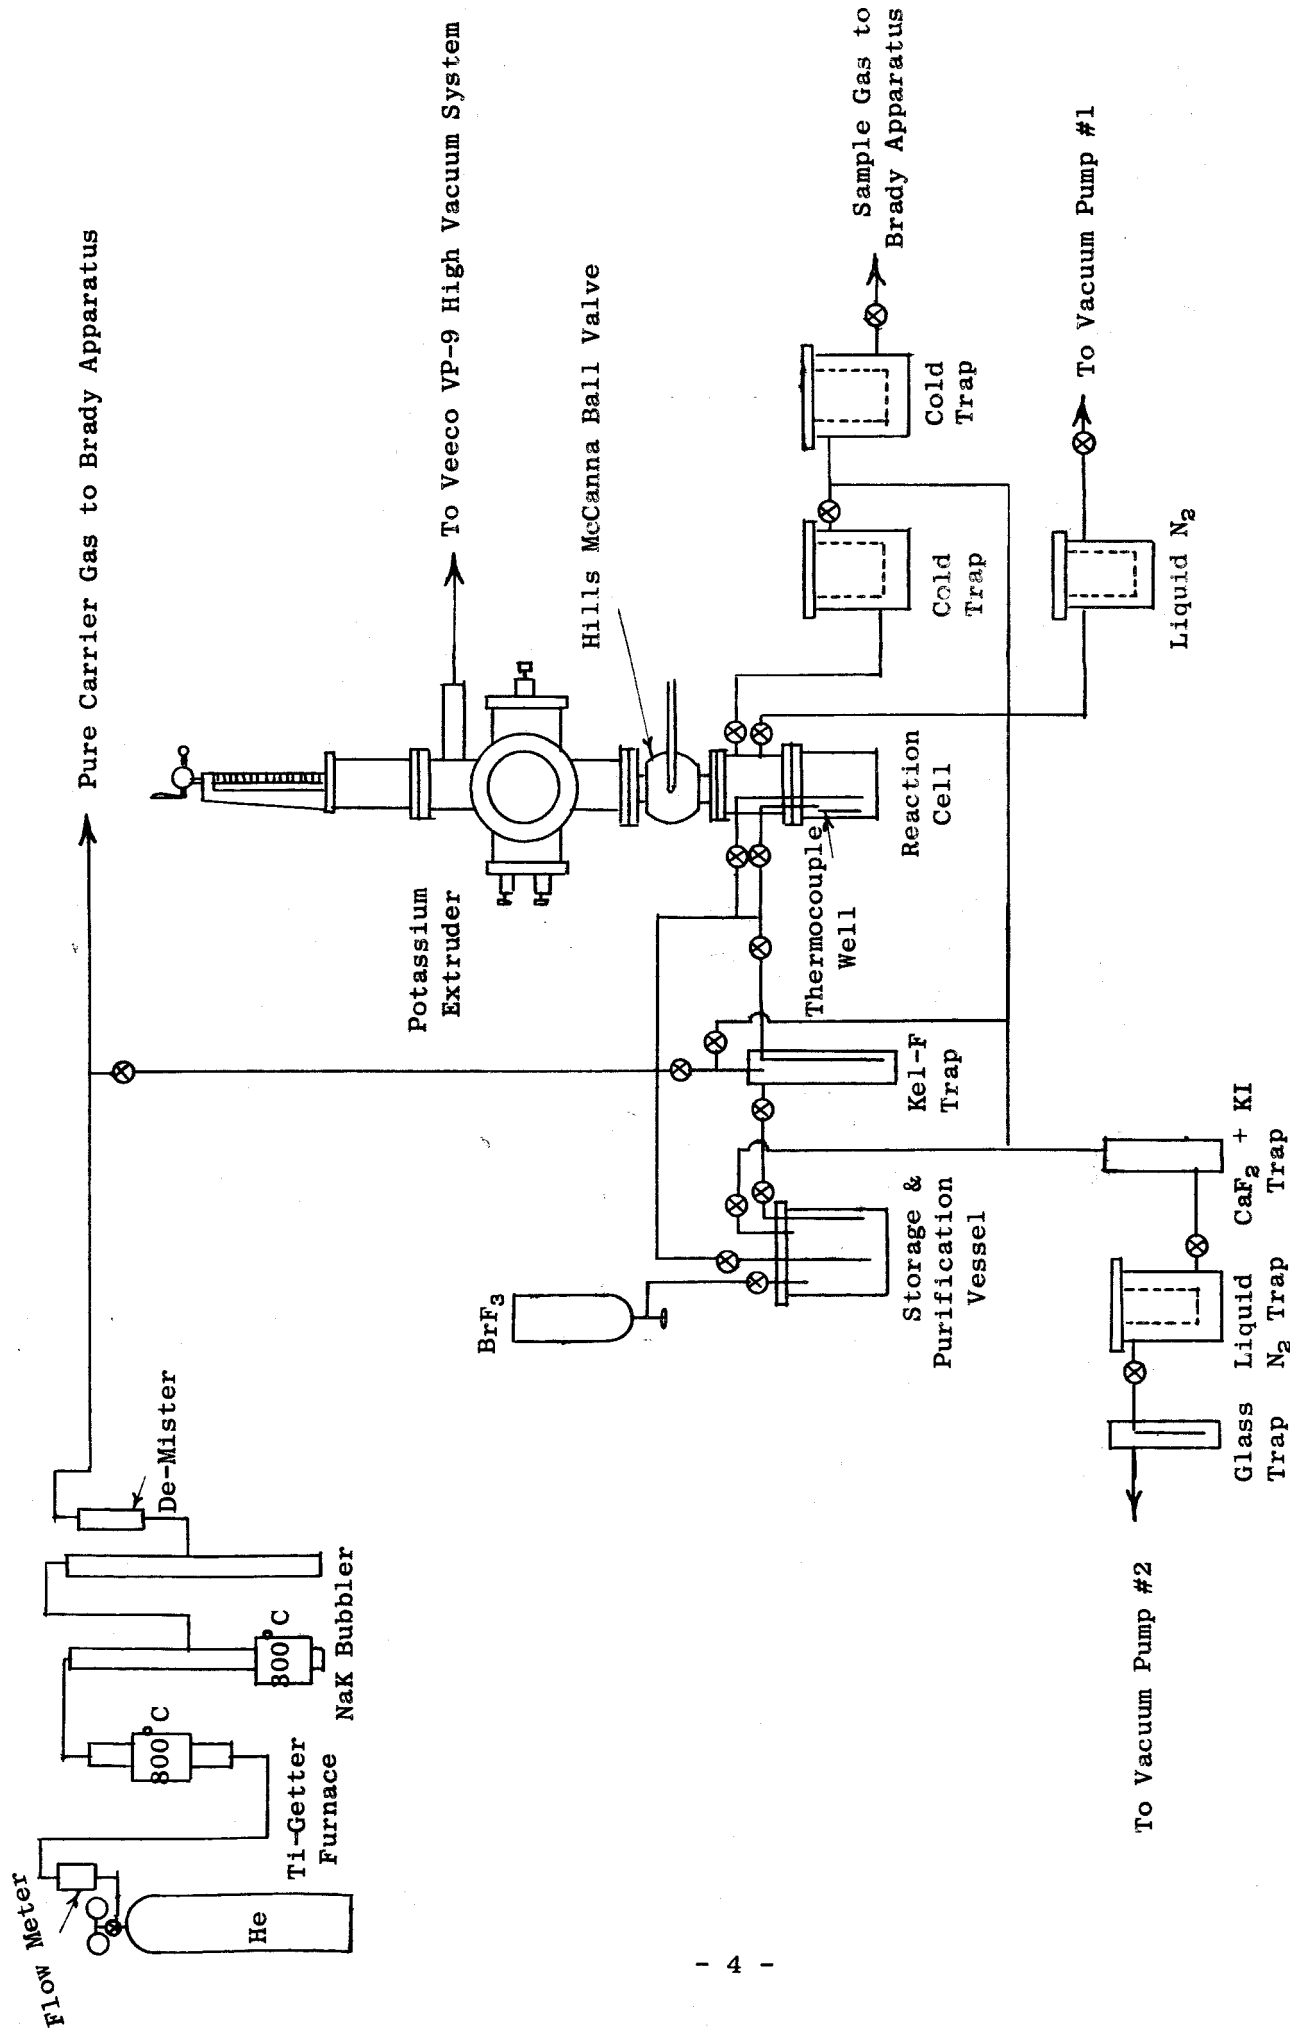 Flow Meter
He
Ti-Getter
Furnace
800°C
NaK Bubbler
300°C
De-Mister
Pure Carrier Gas to Brady Apparatus
BrF₃
Potassium
Extruder
To Veeco VP-9 High Vacuum System
Hills McCanna Ball Valve
Storage &
Purification
Vessel
Kel-F
Trap
Thermocouple
Well
Reaction
Cell
Cold
Trap
Cold
Trap
Sample Gas to
Brady Apparatus
To Vacuum Pump #1
Liquid N₂
To Vacuum Pump #2
Glass
Trap
Liquid
N₂ Trap
CaF₂ + KI
Trap
- 4 -